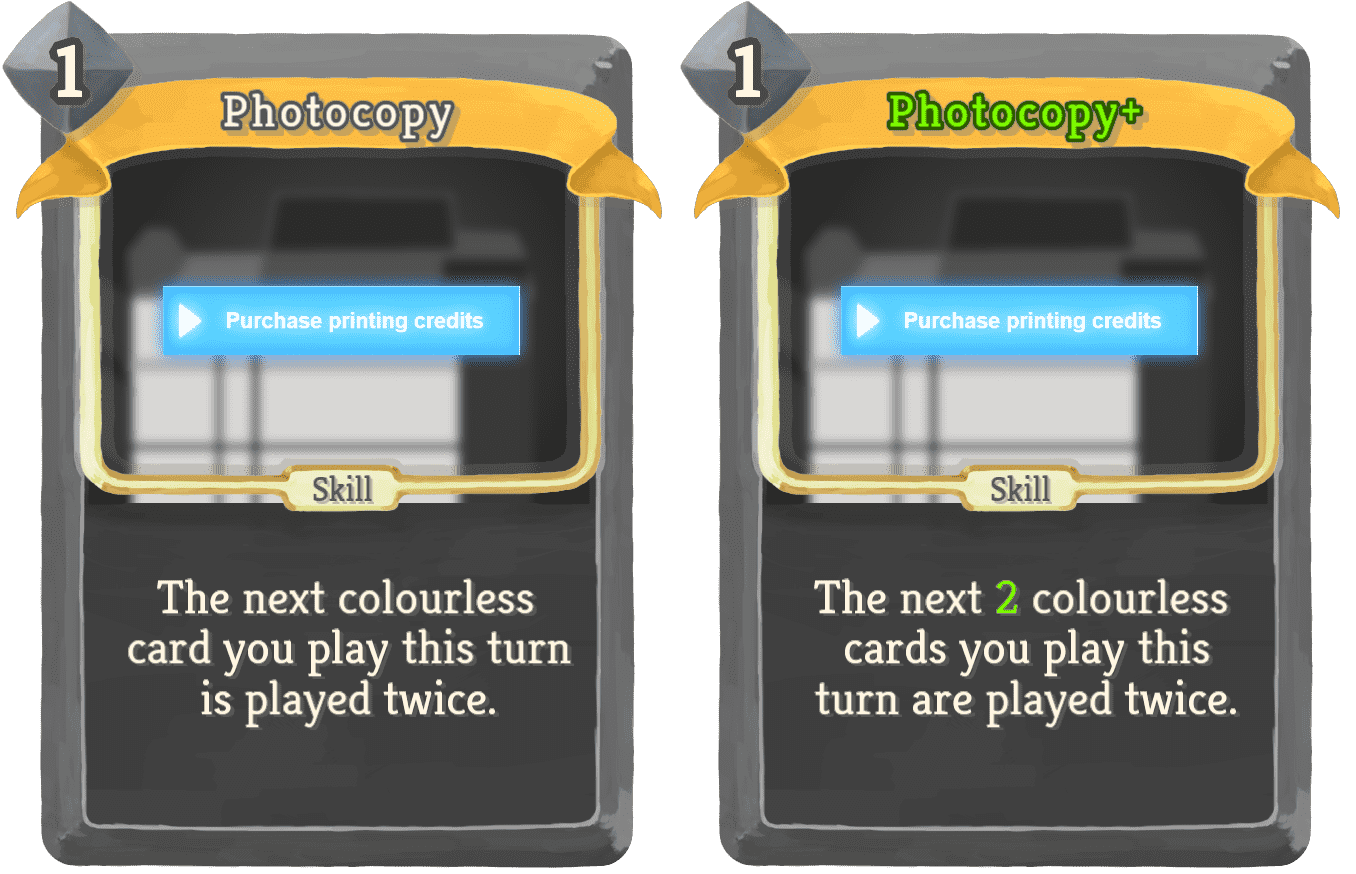 1
Photocopy
Purchase printing credits
Skill
The next colourless
card you play this turn
is played twice.
1
Photocopy+
Purchase printing credits
Skill
The next 2 colourless
cards you play this
turn are played twice.